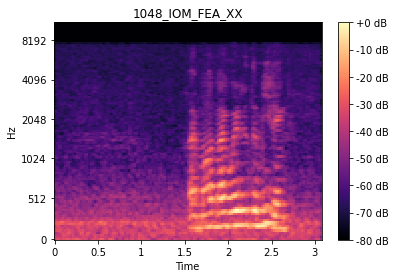 1048_IOM_FEA_XX
Hz
8192
4096
2048
1024
512
0
0
0.5
1
1.5
2
2.5
3
Time
+0 dB
-10 dB
-20 dB
-30 dB
-40 dB
-50 dB
-60 dB
-70 dB
-80 dB